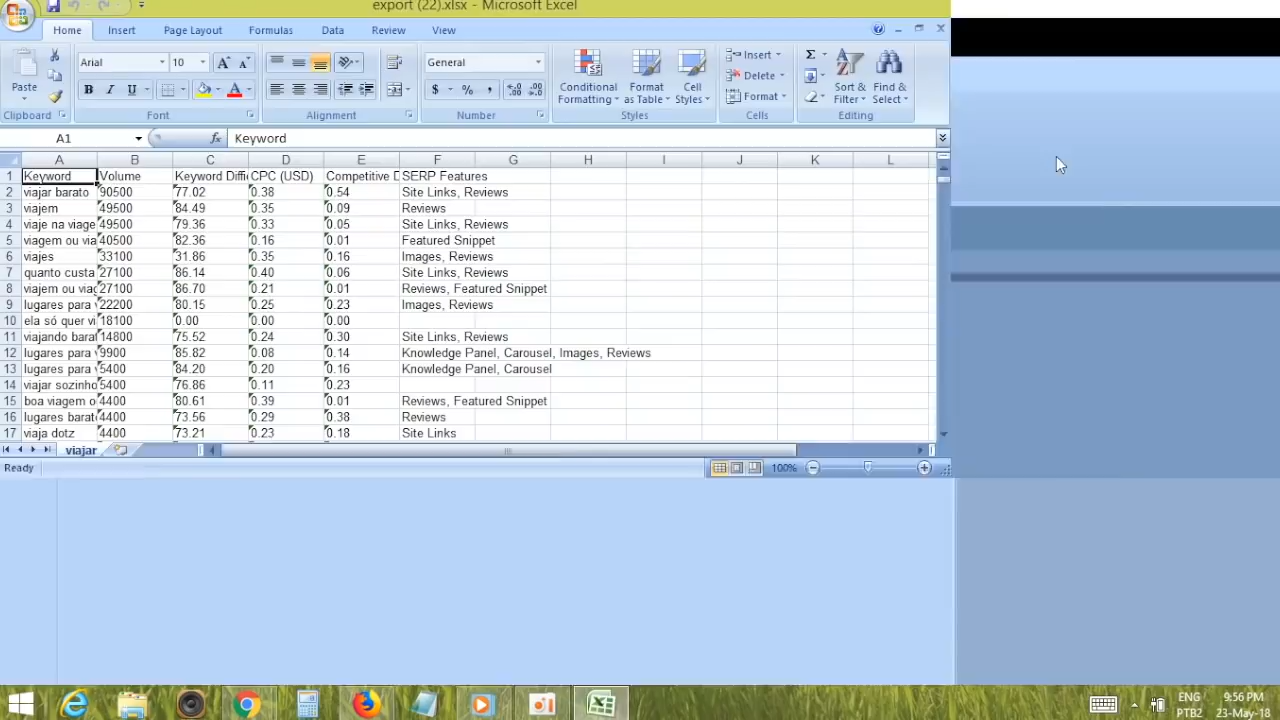 export (22).xlsx - Microsoft Excel
Home Insert Page Layout Formulas Data Review View
Paste
Clipboard
Arial 10
B I U
Font
Alignment
General
$ % ,
Number
Conditional Formatting
Format as Table
Cell Styles
Styles
Insert
Delete
Format
Cells
Σ
Sort & Filter
Find & Select
Editing
A1 fx Keyword
A B C D E F G H I J K L
1 Keyword Volume Keyword Diffi CPC (USD) Competitive D SERP Features
2 viajar barato 90500 77.02 0.38 0.54 Site Links, Reviews
3 viajem 49500 84.49 0.35 0.09 Reviews
4 viaje na viage 49500 79.36 0.33 0.05 Site Links, Reviews
5 viagem ou via 40500 82.36 0.16 0.01 Featured Snippet
6 viajes 33100 31.86 0.35 0.16 Images, Reviews
7 quanto custa 27100 86.14 0.40 0.06 Site Links, Reviews
8 viajem ou viag 27100 86.70 0.21 0.01 Reviews, Featured Snippet
9 lugares para v 22200 80.15 0.25 0.23 Images, Reviews
10 ela só quer vi 18100 0.00 0.00 0.00
11 viajando barat 14800 75.52 0.24 0.30 Site Links, Reviews
12 lugares para v 9900 85.82 0.08 0.14 Knowledge Panel, Carousel, Images, Reviews
13 lugares para v 5400 84.20 0.20 0.16 Knowledge Panel, Carousel
14 viajar sozinho 5400 76.86 0.11 0.23
15 boa viagem o 4400 80.61 0.39 0.01 Reviews, Featured Snippet
16 lugares barat 4400 73.56 0.29 0.38 Reviews
17 viaja dotz 4400 73.21 0.23 0.18 Site Links
viajar
Ready 100%
ENG 9:56 PM
PTB2 23-May-18